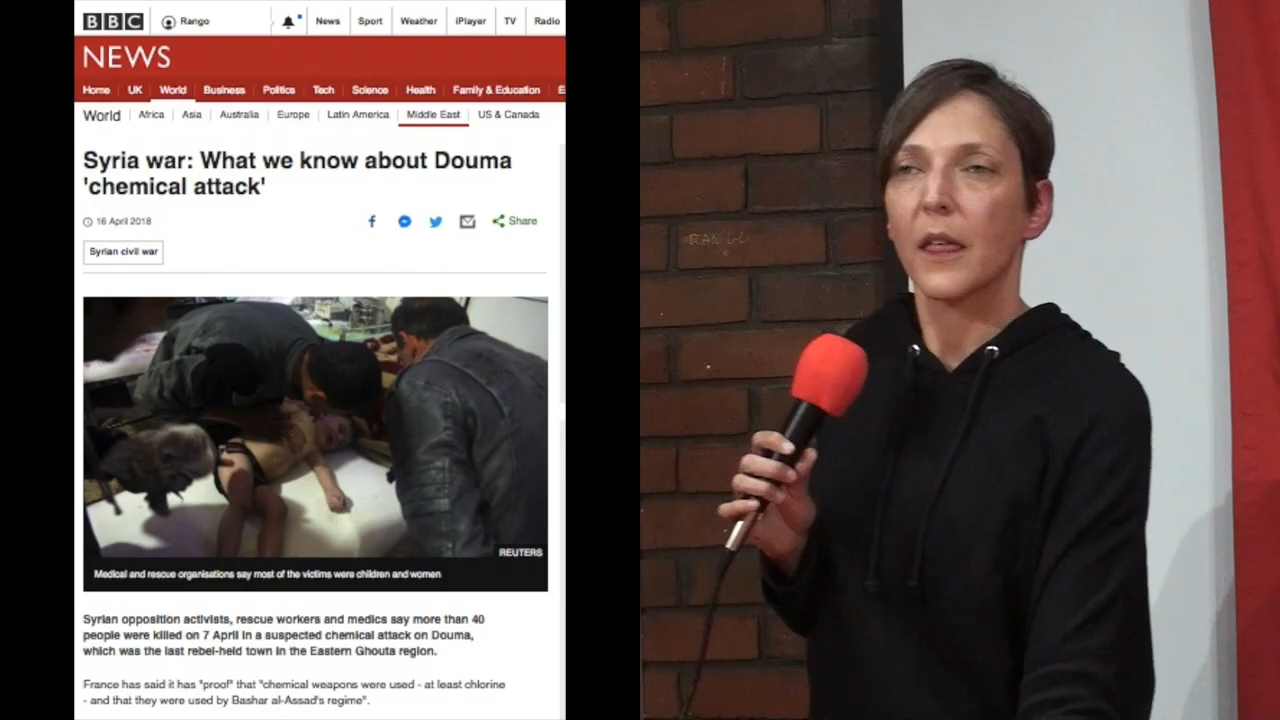 BBC Rango News Sport Weather iPlayer TV Radio
NEWS
Home UK World Business Politics Tech Science Health Family & Education E
World Africa Asia Australia Europe Latin America Middle East US & Canada
Syria war: What we know about Douma
'chemical attack'
16 April 2018 Share
Syrian civil war
REUTERS
Medical and rescue organisations say most of the victims were children and women
Syrian opposition activists, rescue workers and medics say more than 40
people were killed on 7 April in a suspected chemical attack on Douma,
which was the last rebel-held town in the Eastern Ghouta region.
France has said it has "proof" that "chemical weapons were used - at least chlorine
- and that they were used by Bashar al-Assad's regime".